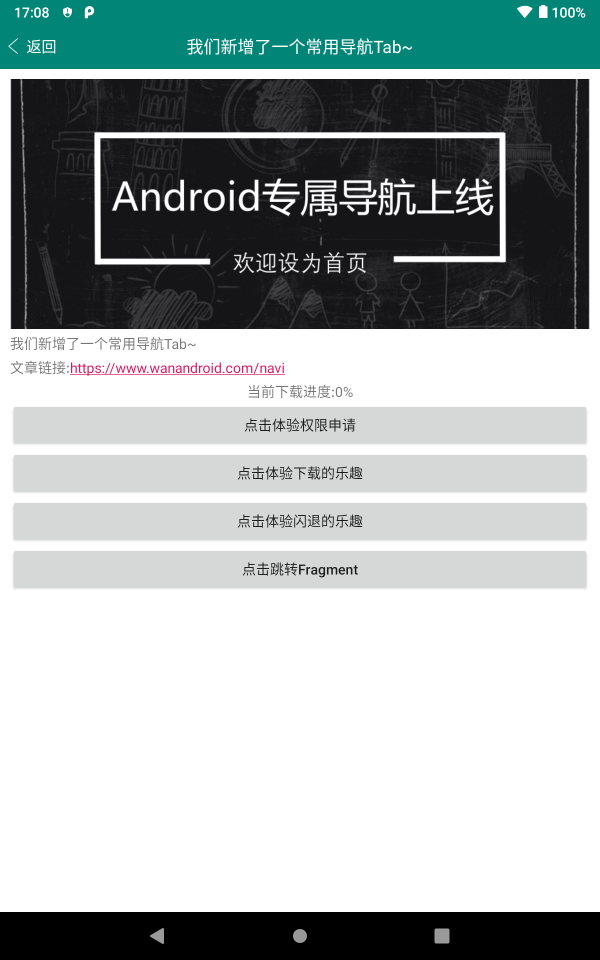 17:08
100%
返回
我们新增了一个常用导航Tab~
Android专属导航上线
欢迎设为首页
我们新增了一个常用导航Tab~
文章链接:https://www.wanandroid.com/navi
当前下载进度:0%
点击体验权限申请
点击体验下载的乐趣
点击体验闪退的乐趣
点击跳转Fragment